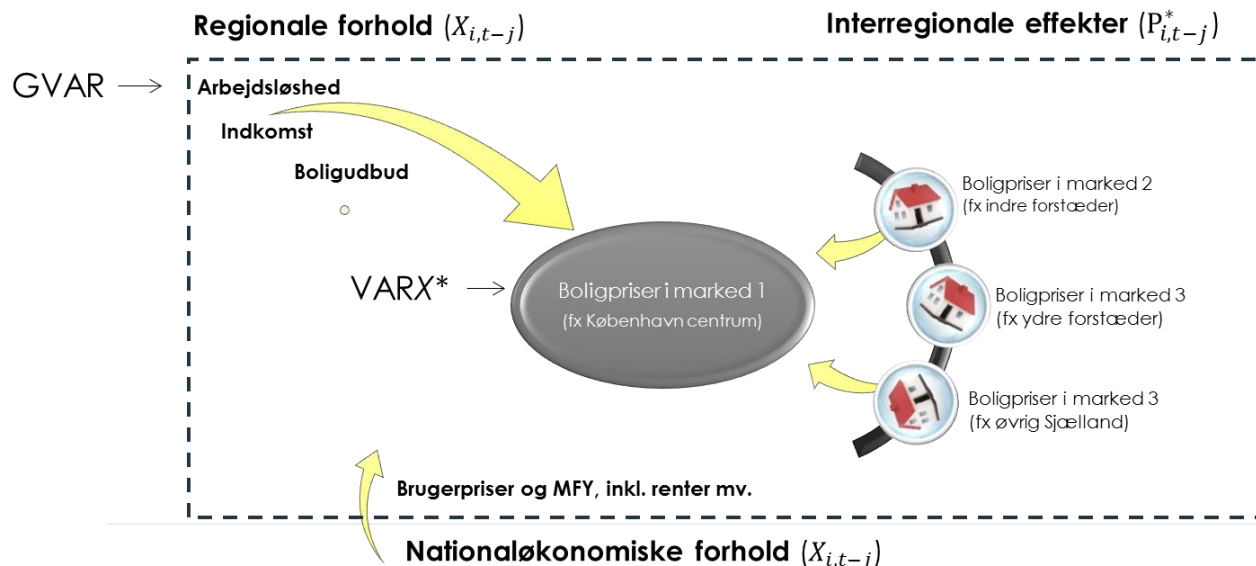 Regionale forhold (X_{i,t−j})
Interregionale effekter (P*_{i,t−j})
GVAR
Arbejdsløshed
Indkomst
Boligudbud
Boligpriser i marked 2
(fx indre forstæder)
VARX*
Boligpriser i marked 1
(fx København centrum)
Boligpriser i marked 3
(fx ydre forstæder)
Boligpriser i marked 3
(fx øvrig Sjælland)
Brugerpriser og MFY, inkl. renter mv.
Nationaløkonomiske forhold (X_{i,t−j})